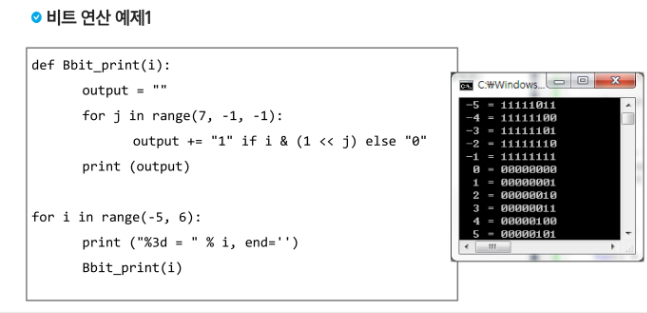 비트 연산 예제1
def Bbit_print(i):
output = ""
for j in range(7, -1, -1):
output += "1" if i & (1 << j) else "0"
print (output)
for i in range(-5, 6):
print ("%3d = " % i, end='')
Bbit_print(i)
C:₩Windows...
-5 = 11111011
-4 = 11111100
-3 = 11111101
-2 = 11111110
-1 = 11111111
0 = 00000000
1 = 00000001
2 = 00000010
3 = 00000011
4 = 00000100
5 = 00000101